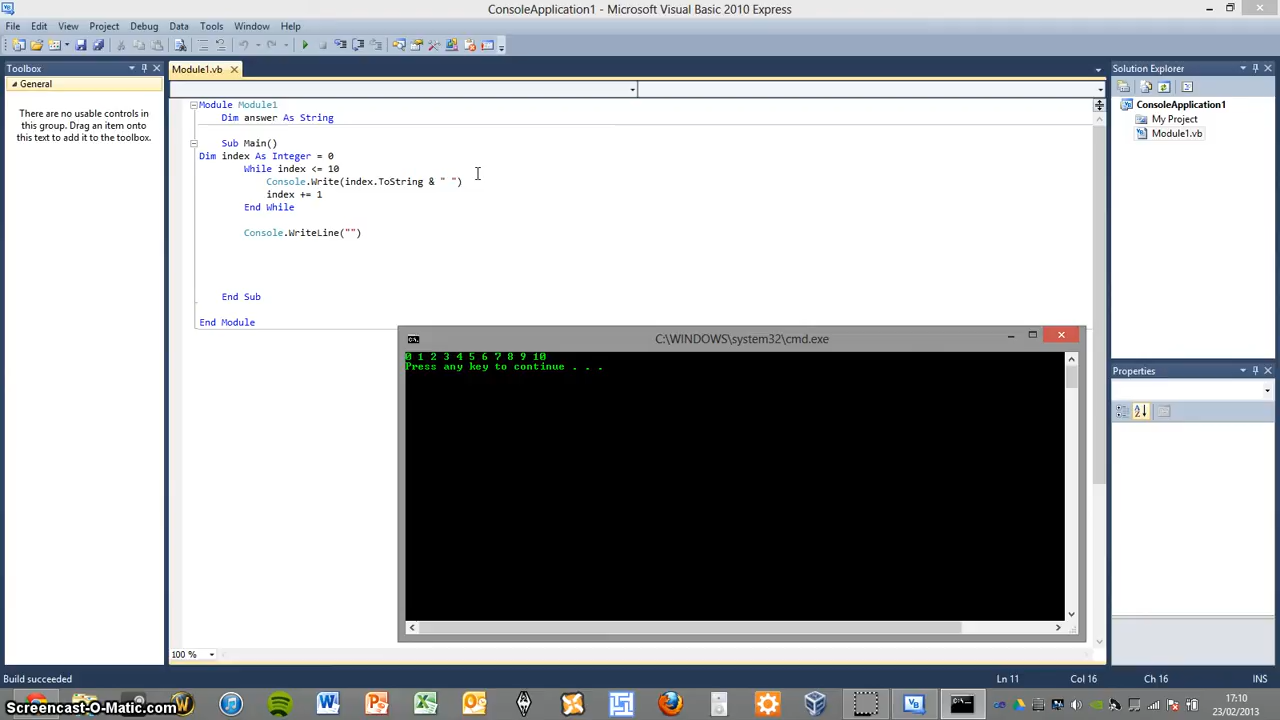 ConsoleApplication1 - Microsoft Visual Basic 2010 Express
File Edit View Project Debug Data Tools Window Help
Toolbox
General
There are no usable controls in
this group. Drag an item onto
this text to add it to the toolbox.
Module1.vb
Module Module1
Dim answer As String
Sub Main()
Dim index As Integer = 0
While index <= 10
Console.Write(index.ToString & " ")
index += 1
End While
Console.WriteLine("")
End Sub
End Module
100 %
C:\WINDOWS\system32\cmd.exe
0 1 2 3 4 5 6 7 8 9 10
Press any key to continue . . .
Solution Explorer
ConsoleApplication1
My Project
Module1.vb
Properties
Build succeeded
Ln 11 Col 16 Ch 16 INS
Screencast-O-Matic.com
17:10
23/02/2013